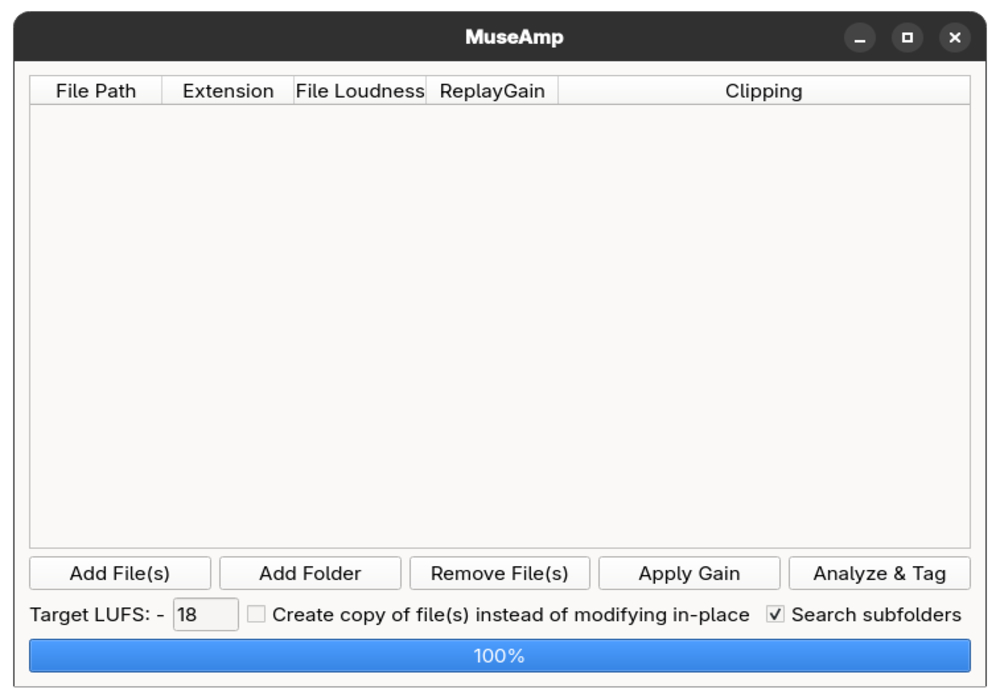 MuseAmp
File Path Extension File Loudness ReplayGain Clipping
Add File(s) Add Folder Remove File(s) Apply Gain Analyze & Tag
Target LUFS: - 18 Create copy of file(s) instead of modifying in-place Search subfolders
100%